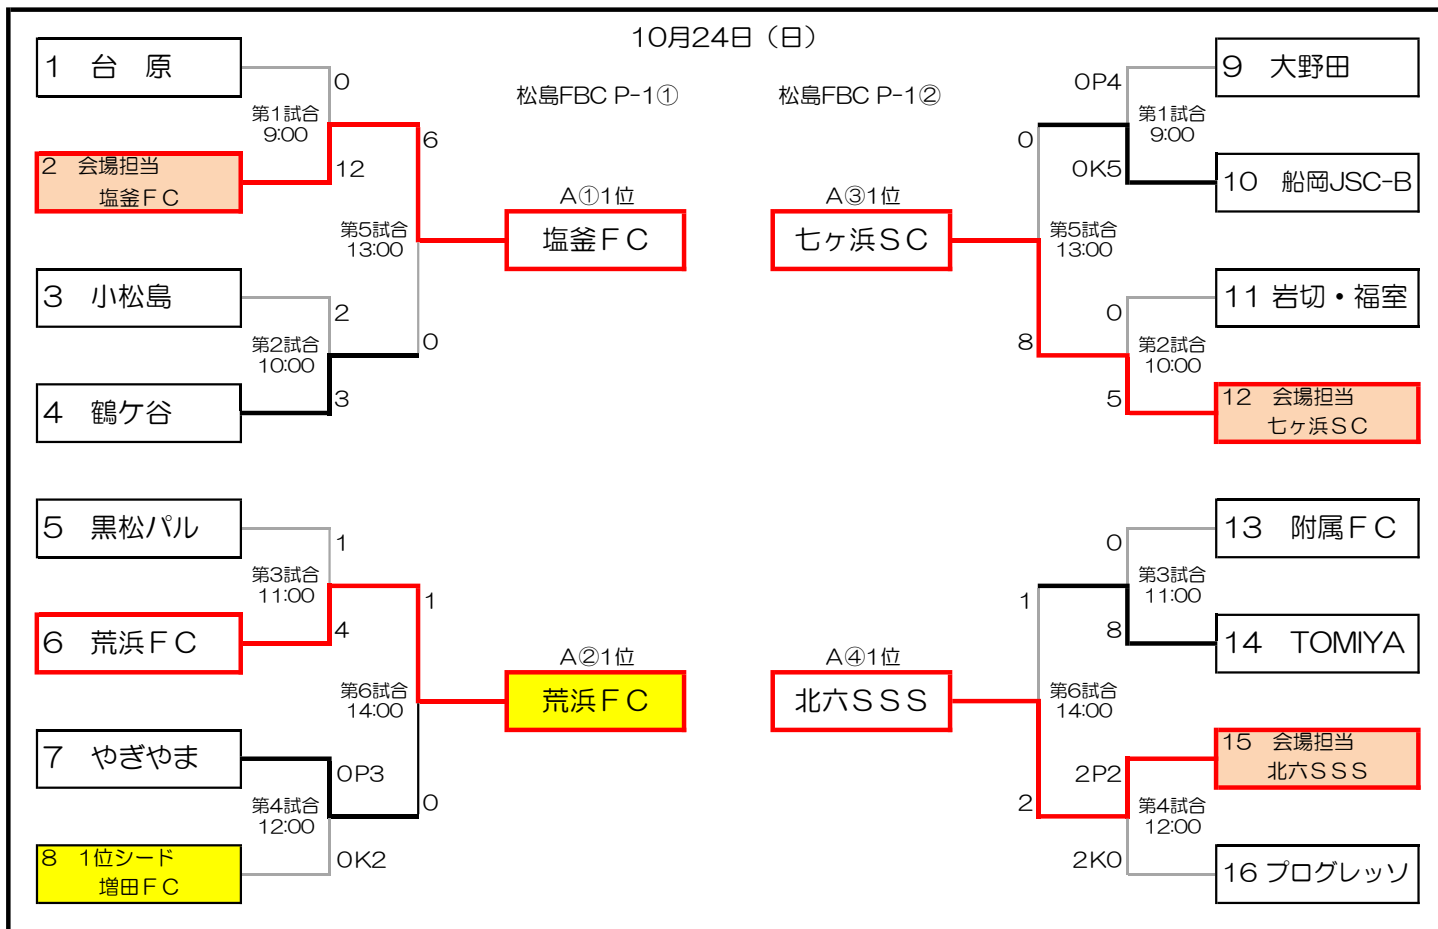 10月24日（日）
松島FBC P-1①
松島FBC P-1②
1 台 原
0
第1試合
9:00
2 会場担当
塩釜ＦＣ
12
6
A①1位
塩釜ＦＣ
第5試合
13:00
3 小松島
2
第2試合
10:00
0
4 鶴ケ谷
3
5 黒松パル
1
第3試合
11:00
1
6 荒浜ＦＣ
4
A②1位
荒浜ＦＣ
第6試合
14:00
7 やぎやま
0P3
第4試合
12:00
0
8 1位シード
増田ＦＣ
0K2
9 大野田
0P4
第1試合
9:00
0
0K5
10 船岡JSC-B
A③1位
七ヶ浜ＳＣ
第5試合
13:00
11 岩切・福室
0
第2試合
10:00
8
12 会場担当
七ヶ浜ＳＣ
5
13 附属ＦＣ
0
第3試合
11:00
1
8
14 TOMIYA
A④1位
北六ＳＳＳ
第6試合
14:00
15 会場担当
北六ＳＳＳ
2P2
第4試合
12:00
2
2K0
16 プログレッソ